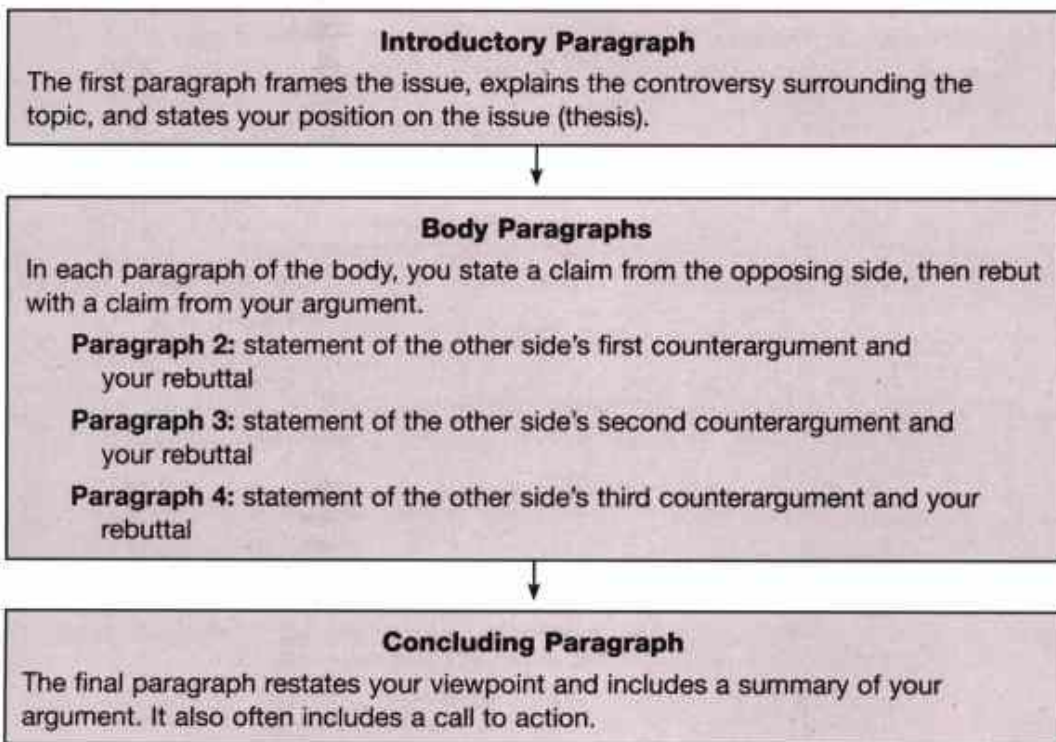 Introductory Paragraph
The first paragraph frames the issue, explains the controversy surrounding the
topic, and states your position on the issue (thesis).
Body Paragraphs
In each paragraph of the body, you state a claim from the opposing side, then rebut
with a claim from your argument.
Paragraph 2: statement of the other side's first counterargument and
your rebuttal
Paragraph 3: statement of the other side's second counterargument and
your rebuttal
Paragraph 4: statement of the other side's third counterargument and your
rebuttal
Concluding Paragraph
The final paragraph restates your viewpoint and includes a summary of your
argument. It also often includes a call to action.